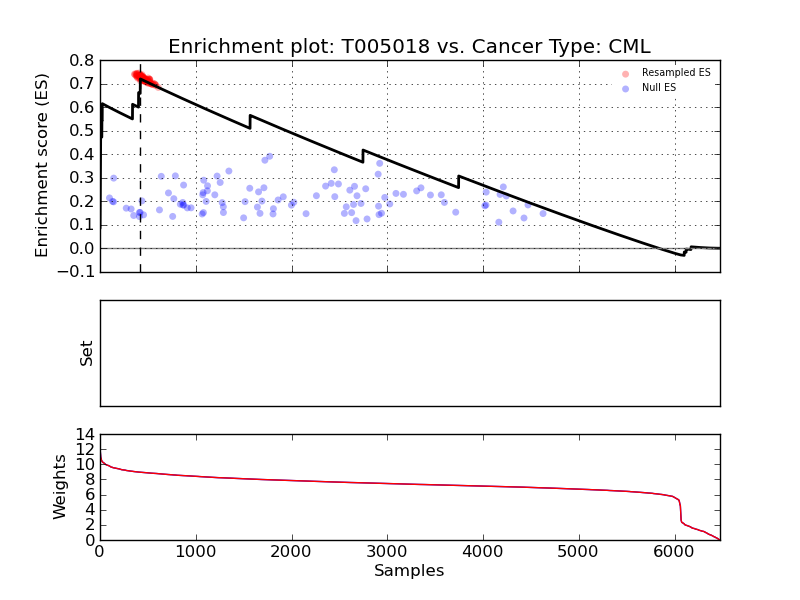 Enrichment plot: T005018 vs. Cancer Type: CML
Enrichment score (ES)
0.8
0.7
0.6
0.5
0.4
0.3
0.2
0.1
0.0
−0.1
Resampled ES
Null ES
Set
Weights
14
12
10
8
6
4
2
0
0 1000 2000 3000 4000 5000 6000
Samples